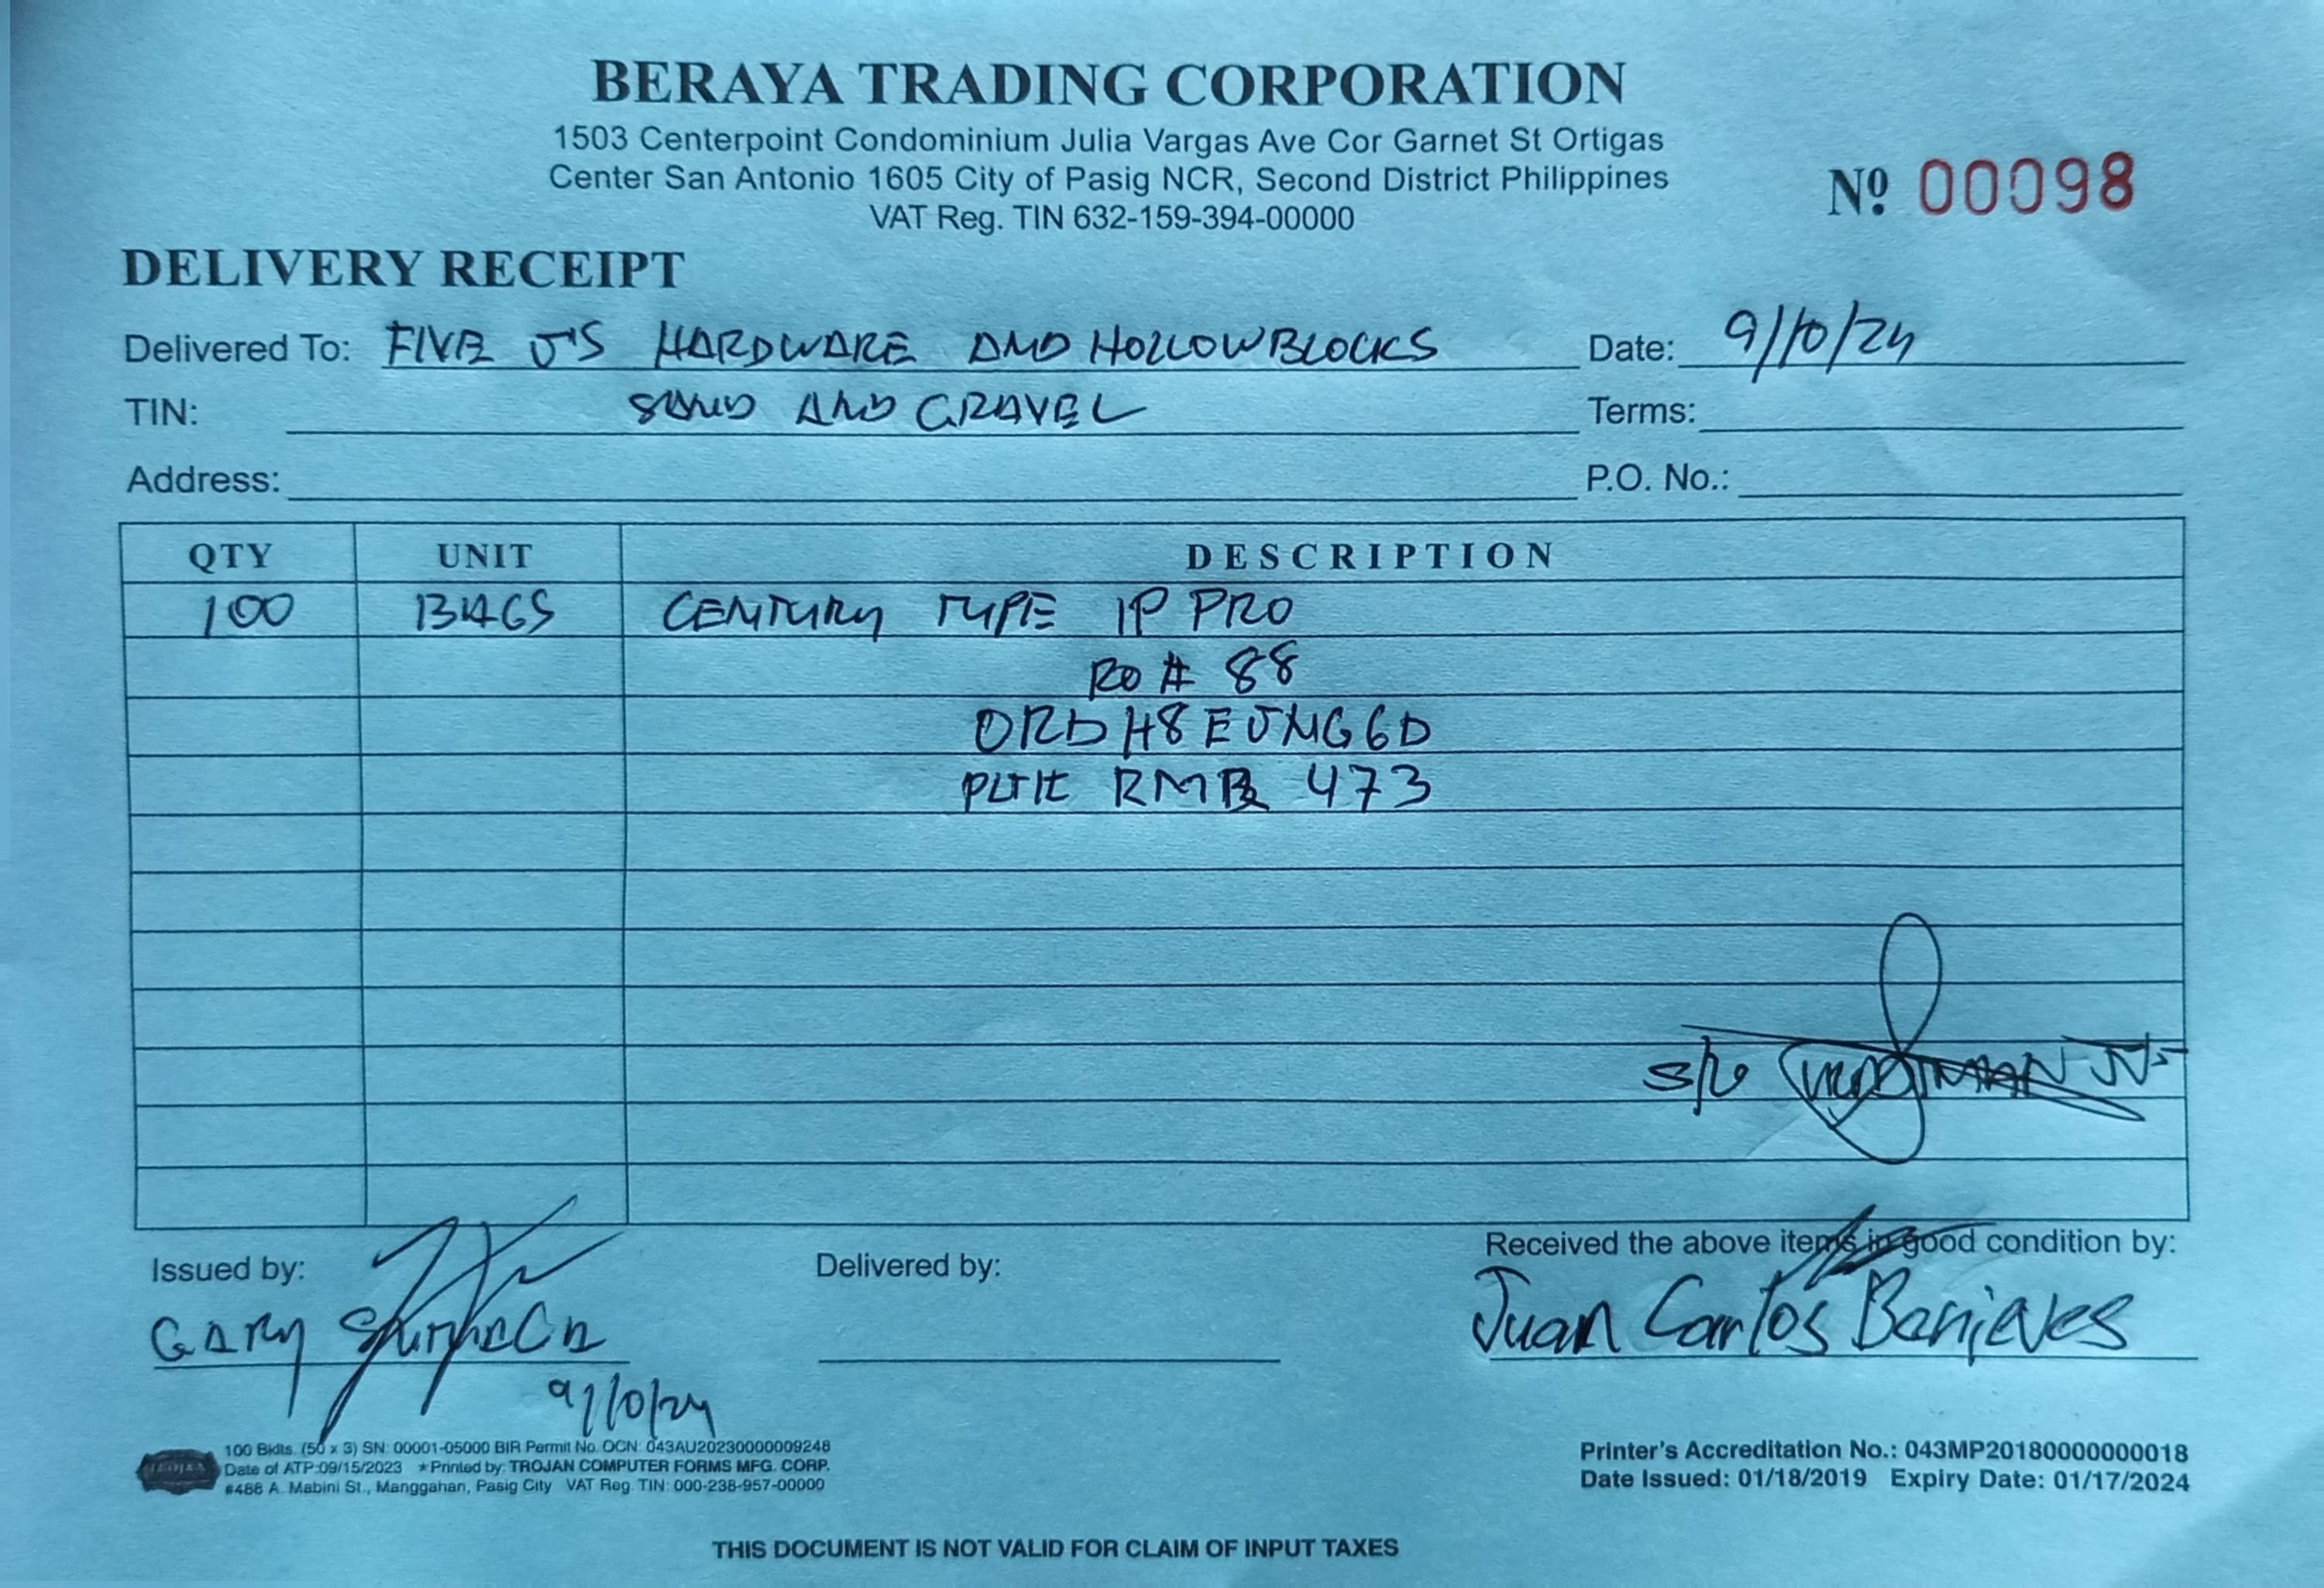 BERAYA TRADING CORPORATION
1503 Centerpoint Condominium Julia Vargas Ave Cor Garnet St Ortigas
Center San Antonio 1605 City of Pasig NCR, Second District Philippines
VAT Reg. TIN 632-159-394-00000
Nº 00098
DELIVERY RECEIPT
Delivered To: FIVE J'S HARDWARE AND HOLLOWBLOCKS Date: 9/10/24
TIN: SAND AND GRAVEL Terms:
Address: P.O. No.:
QTY UNIT DESCRIPTION
100 BAGS CENTURY TYPE 1P PRO
RO # 88
ORDH8EJMG6D
RMB 473
Issued by: Delivered by: Received the above items in good condition by:
GARY Juan Carlos
9/10/24
100 Bklts. (50 x 3) SN: 00001-05000 BIR Permit No. OCN: 043AU20230000009248
Date of ATP:09/15/2023 *Printed by: TROJAN COMPUTER FORMS MFG. CORP.
#488 A. Mabini St., Manggahan, Pasig City VAT Reg. TIN: 000-238-957-00000
Printer's Accreditation No.: 043MP20180000000018
Date Issued: 01/18/2019 Expiry Date: 01/17/2024
THIS DOCUMENT IS NOT VALID FOR CLAIM OF INPUT TAXES